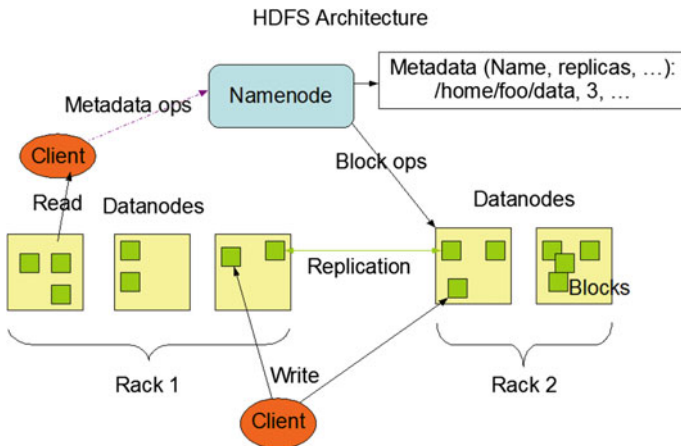 HDFS Architecture
Metadata (Name, replicas, ...):
/home/foo/data, 3, ...
Namenode
Metadata ops
Client
Block ops
Read
Datanodes
Datanodes
Replication
Blocks
Rack 1
Write
Rack 2
Client